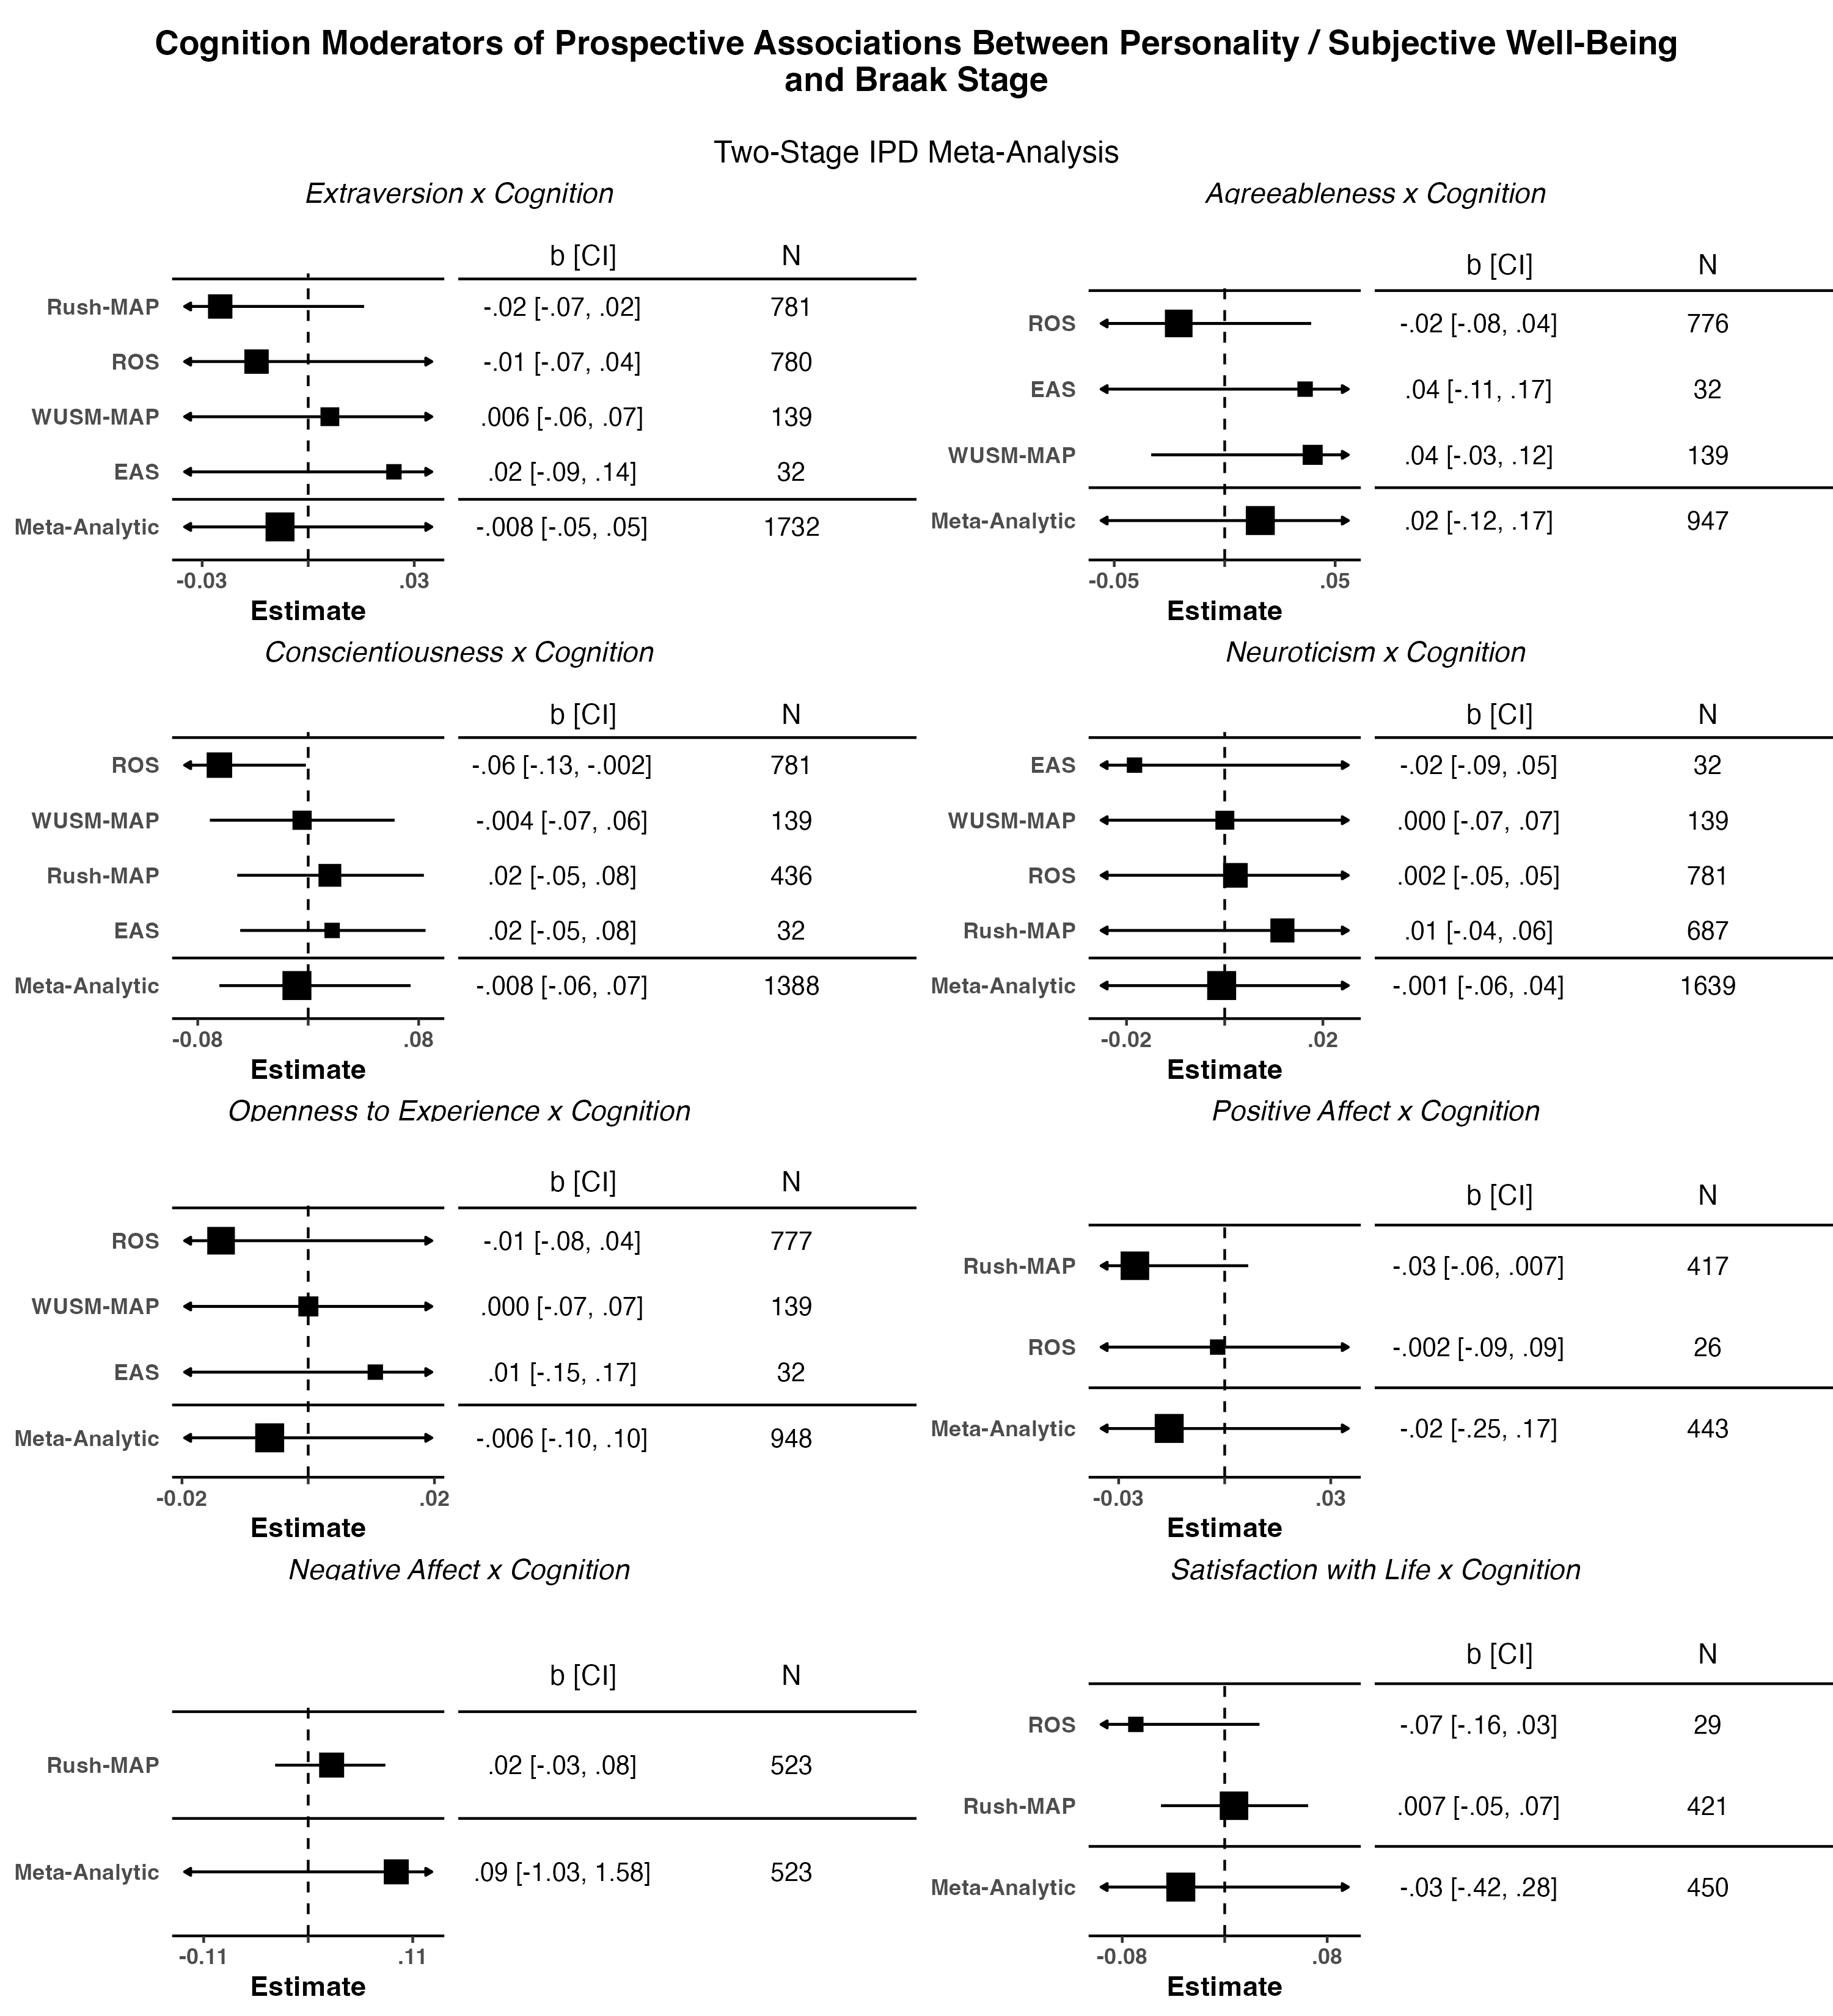 Cognition Moderators of Prospective Associations Between Personality / Subjective Well-Being
and Braak Stage
Two-Stage IPD Meta-Analysis
Extraversion x Cognition
b [CI] N
Rush-MAP -.02 [-.07, .02] 781
ROS -.01 [-.07, .04] 780
WUSM-MAP .006 [-.06, .07] 139
EAS .02 [-.09, .14] 32
Meta-Analytic -.008 [-.05, .05] 1732
-0.03 .03
Estimate
Agreeableness x Cognition
b [CI] N
ROS -.02 [-.08, .04] 776
EAS .04 [-.11, .17] 32
WUSM-MAP .04 [-.03, .12] 139
Meta-Analytic .02 [-.12, .17] 947
-0.05 .05
Estimate
Conscientiousness x Cognition
b [CI] N
ROS -.06 [-.13, -.002] 781
WUSM-MAP -.004 [-.07, .06] 139
Rush-MAP .02 [-.05, .08] 436
EAS .02 [-.05, .08] 32
Meta-Analytic -.008 [-.06, .07] 1388
-0.08 .08
Estimate
Neuroticism x Cognition
b [CI] N
EAS -.02 [-.09, .05] 32
WUSM-MAP .000 [-.07, .07] 139
ROS .002 [-.05, .05] 781
Rush-MAP .01 [-.04, .06] 687
Meta-Analytic -.001 [-.06, .04] 1639
-0.02 .02
Estimate
Openness to Experience x Cognition
b [CI] N
ROS -.01 [-.08, .04] 777
WUSM-MAP .000 [-.07, .07] 139
EAS .01 [-.15, .17] 32
Meta-Analytic -.006 [-.10, .10] 948
-0.02 .02
Estimate
Positive Affect x Cognition
b [CI] N
Rush-MAP -.03 [-.06, .007] 417
ROS -.002 [-.09, .09] 26
Meta-Analytic -.02 [-.25, .17] 443
-0.03 .03
Estimate
Negative Affect x Cognition
b [CI] N
Rush-MAP .02 [-.03, .08] 523
Meta-Analytic .09 [-1.03, 1.58] 523
-0.11 .11
Estimate
Satisfaction with Life x Cognition
b [CI] N
ROS -.07 [-.16, .03] 29
Rush-MAP .007 [-.05, .07] 421
Meta-Analytic -.03 [-.42, .28] 450
-0.08 .08
Estimate